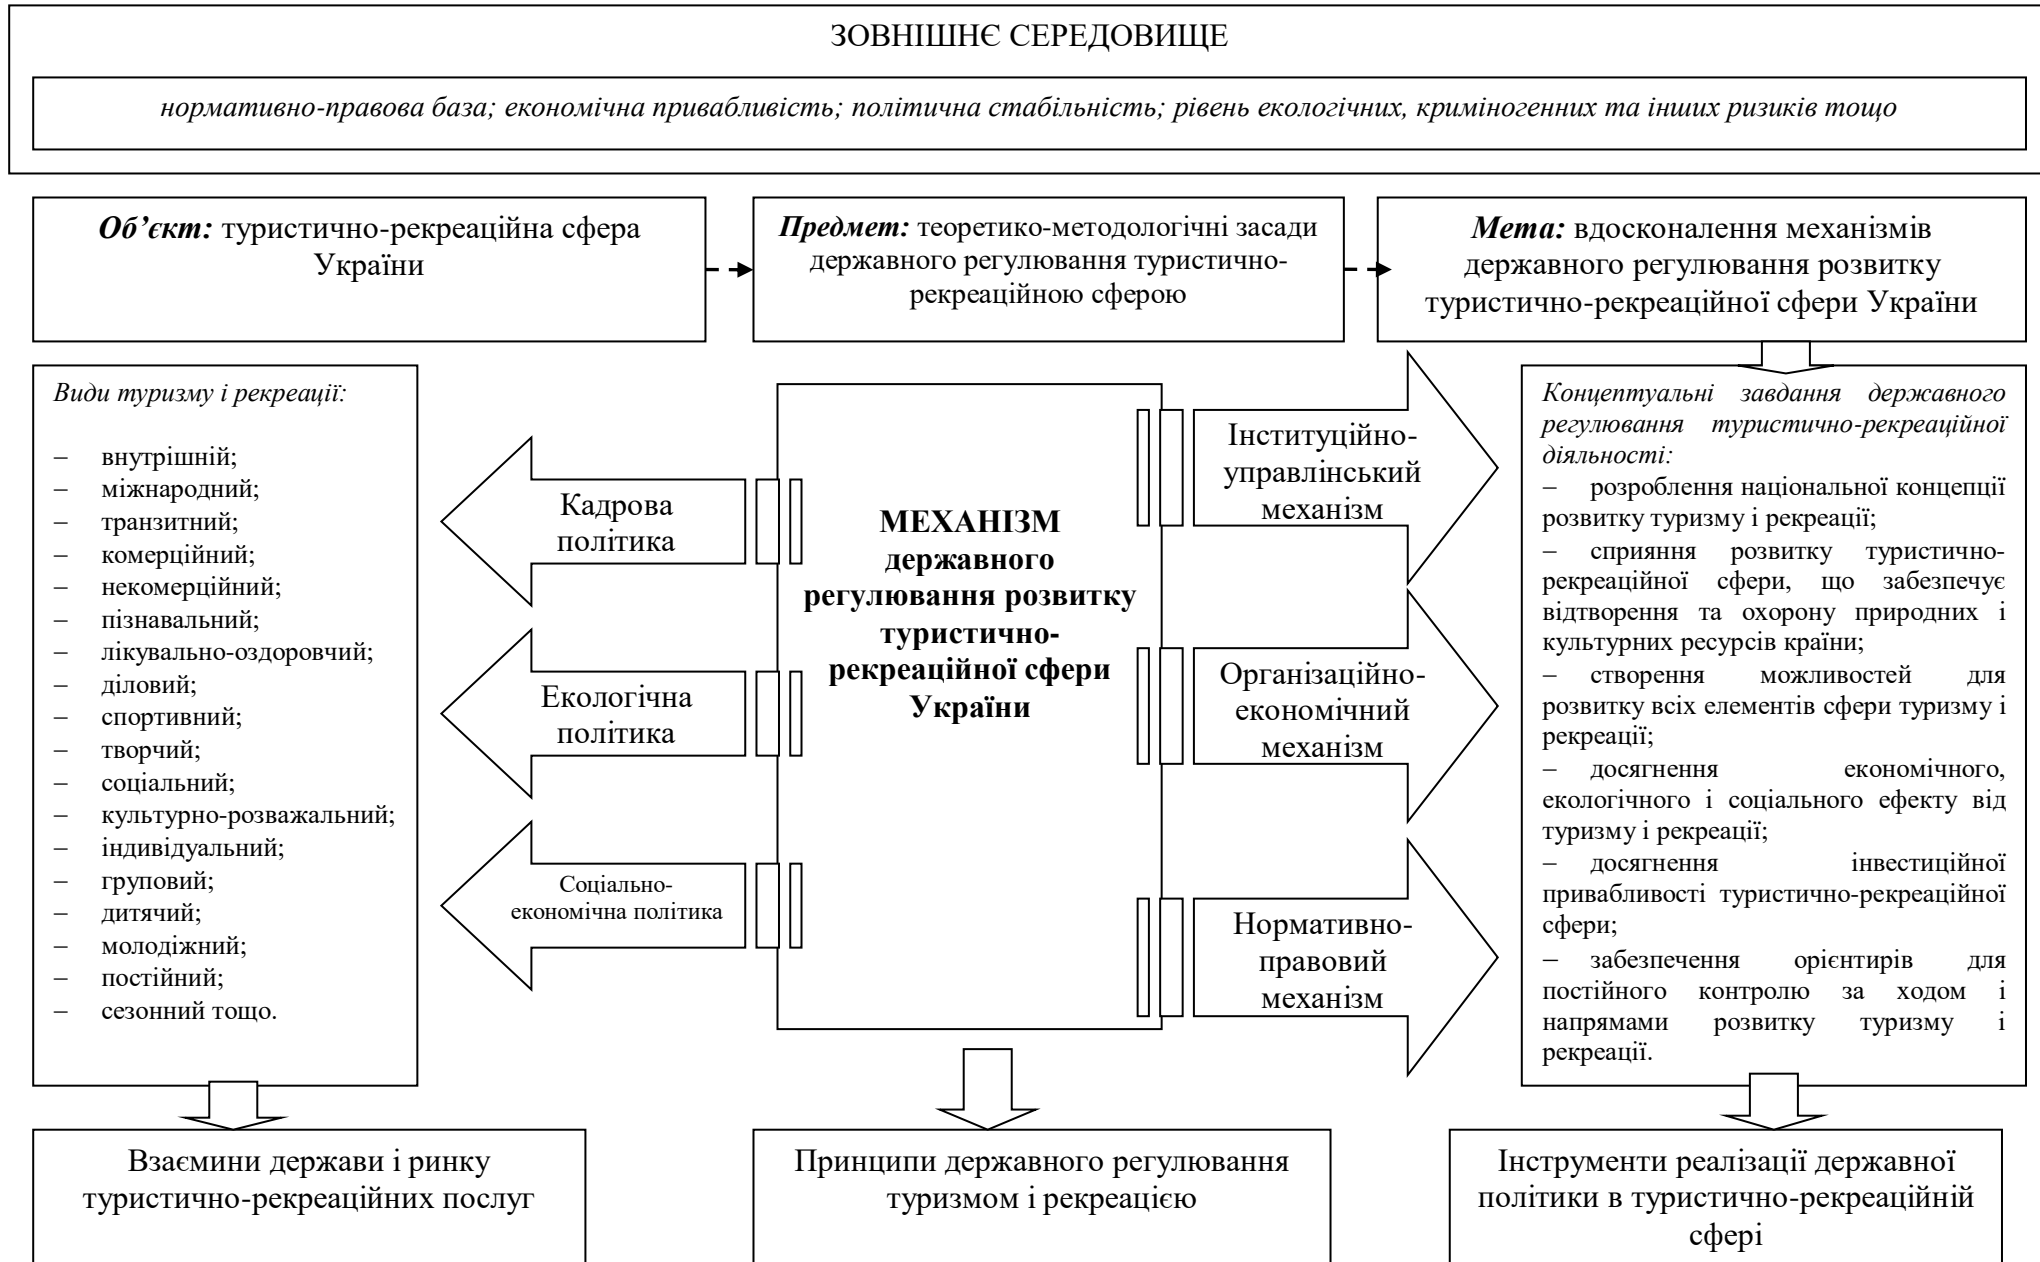 ЗОВНІШНЄ СЕРЕДОВИЩЕ
нормативно-правова база; економічна привабливість; політична стабільність; рівень екологічних, криміногенних та інших ризиків тощо
Об’єкт: туристично-рекреаційна сфера
України
Предмет: теоретико-методологічні засади
державного регулювання туристично-
рекреаційною сферою
Мета: вдосконалення механізмів
державного регулювання розвитку
туристично-рекреаційної сфери України
Види туризму і рекреації:
– внутрішній;
– міжнародний;
– транзитний;
– комерційний;
– некомерційний;
– пізнавальний;
– лікувально-оздоровчий;
– діловий;
– спортивний;
– творчий;
– соціальний;
– культурно-розважальний;
– індивідуальний;
– груповий;
– дитячий;
– молодіжний;
– постійний;
– сезонний тощо.
Кадрова
політика
Екологічна
політика
Соціально-
економічна політика
МЕХАНІЗМ
державного
регулювання розвитку
туристично-
рекреаційної сфери
України
Інституційно-
управлінський
механізм
Організаційно-
економічний
механізм
Нормативно-
правовий
механізм
Концептуальні завдання державного
регулювання туристично-рекреаційної
діяльності:
– розроблення національної концепції
розвитку туризму і рекреації;
– сприяння розвитку туристично-
рекреаційної сфери, що забезпечує
відтворення та охорону природних і
культурних ресурсів країни;
– створення можливостей для
розвитку всіх елементів сфери туризму і
рекреації;
– досягнення економічного,
екологічного і соціального ефекту від
туризму і рекреації;
– досягнення інвестиційної
привабливості туристично-рекреаційної
сфери;
– забезпечення орієнтирів для
постійного контролю за ходом і
напрямами розвитку туризму і
рекреації.
Взаємини держави і ринку
туристично-рекреаційних послуг
Принципи державного регулювання
туризмом і рекреацією
Інструменти реалізації державної
політики в туристично-рекреаційній
сфері